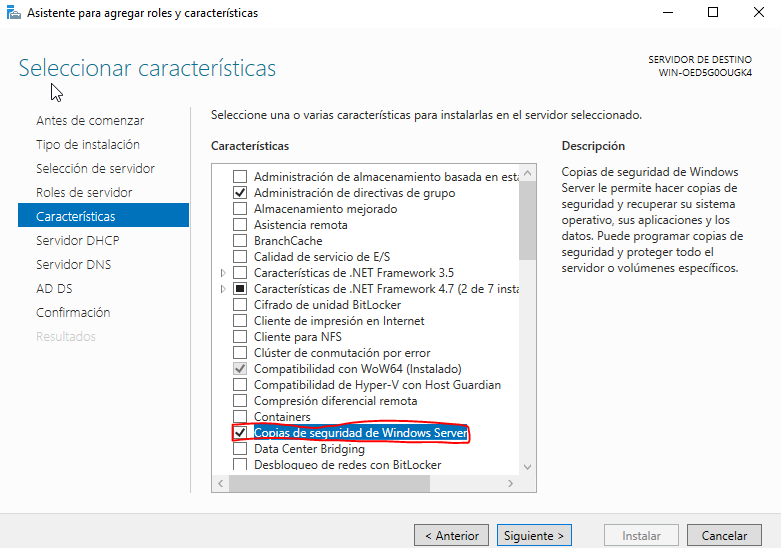 Asistente para agregar roles y características
Seleccionar características
SERVIDOR DE DESTINO
WIN-OED5G0OUGK4
Antes de comenzar
Tipo de instalación
Selección de servidor
Roles de servidor
Características
Servidor DHCP
Servidor DNS
AD DS
Confirmación
Resultados
Seleccione una o varias características para instalarlas en el servidor seleccionado.
Características
Administración de almacenamiento basada en está
Administración de directivas de grupo
Almacenamiento mejorado
Asistencia remota
BranchCache
Calidad de servicio de E/S
Características de .NET Framework 3.5
Características de .NET Framework 4.7 (2 de 7 insta
Cifrado de unidad BitLocker
Cliente de impresión en Internet
Cliente para NFS
Clúster de conmutación por error
Compatibilidad con WoW64 (Instalado)
Compatibilidad de Hyper-V con Host Guardian
Compresión diferencial remota
Containers
Copias de seguridad de Windows Server
Data Center Bridging
Desbloqueo de redes con BitLocker
Descripción
Copias de seguridad de Windows
Server le permite hacer copias de
seguridad y recuperar su sistema
operativo, sus aplicaciones y los
datos. Puede programar copias de
seguridad y proteger todo el
servidor o volúmenes específicos.
< Anterior
Siguiente >
Instalar
Cancelar